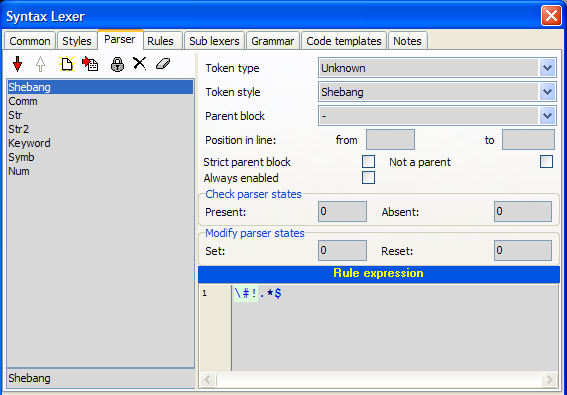 Syntax Lexer
Common Styles Parser Rules Sub lexers Grammar Code templates Notes
Shebang
Comm
Str
Str2
Keyword
Symb
Num
Shebang
Token type Unknown
Token style Shebang
Parent block -
Position in line: from to
Strict parent block Not a parent
Always enabled
Check parser states
Present: 0 Absent: 0
Modify parser states
Set: 0 Reset: 0
Rule expression
1 \#!.*$